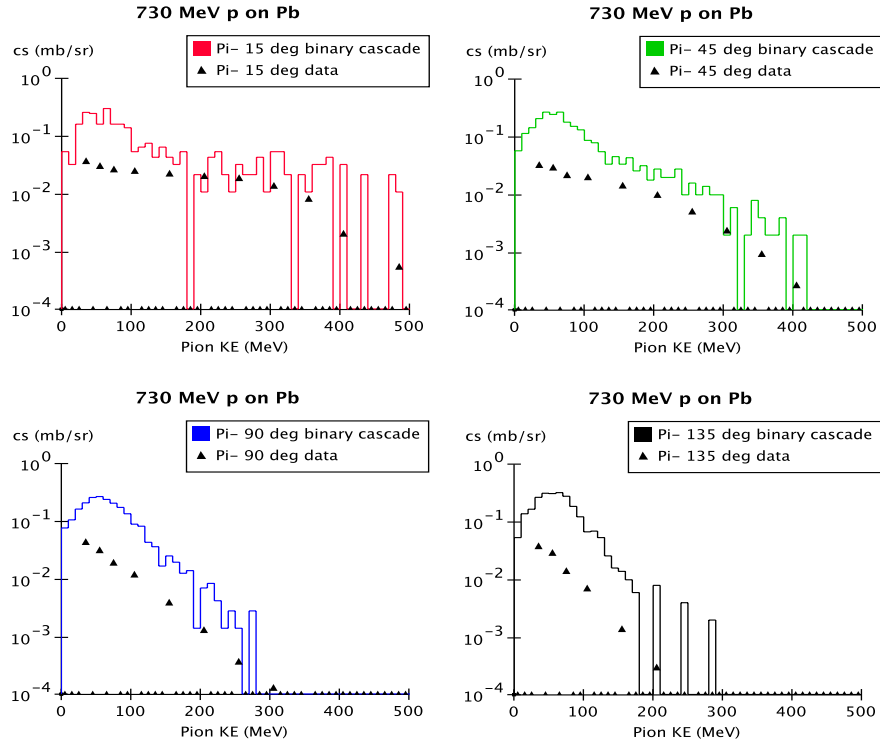 730 MeV p on Pb
cs (mb/sr)
Pi- 15 deg binary cascade
Pi- 15 deg data
10^0
10^-1
10^-2
10^-3
10^-4
0 100 200 300 400 500
Pion KE (MeV)
730 MeV p on Pb
cs (mb/sr)
Pi- 45 deg binary cascade
Pi- 45 deg data
10^0
10^-1
10^-2
10^-3
10^-4
0 100 200 300 400 500
Pion KE (MeV)
730 MeV p on Pb
cs (mb/sr)
Pi- 90 deg binary cascade
Pi- 90 deg data
10^0
10^-1
10^-2
10^-3
10^-4
0 100 200 300 400 500
Pion KE (MeV)
730 MeV p on Pb
cs (mb/sr)
Pi- 135 deg binary cascade
Pi- 135 deg data
10^0
10^-1
10^-2
10^-3
10^-4
0 100 200 300 400 500
Pion KE (MeV)